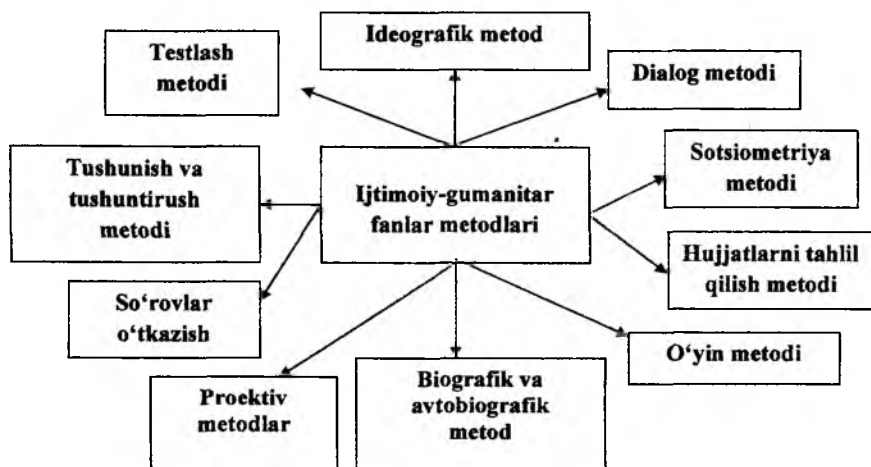 Ideografik metod
Testlash
metodi
Dialog metodi
Tushunish va
tushuntirush
metodi
Ijtimoiy-gumanitar
fanlar metodlari
Sotsiometriya
metodi
Hujjatlarni tahlil
qilish metodi
So‘rovlar
o‘tkazish
O‘yin metodi
Proektiv
metodlar
Biografik va
avtobiografik
metod